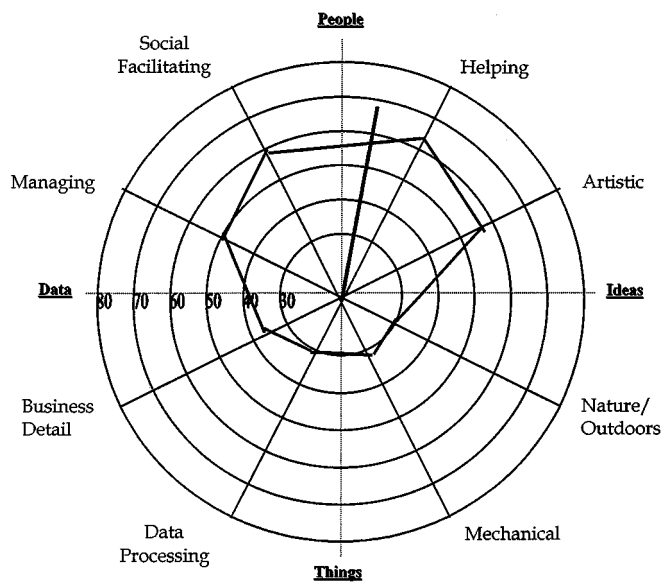 People
Social
Facilitating
Helping
Managing
Artistic
Data
80 70 60 50 40 30
Ideas
Business
Detail
Nature/
Outdoors
Data
Processing
Mechanical
Things